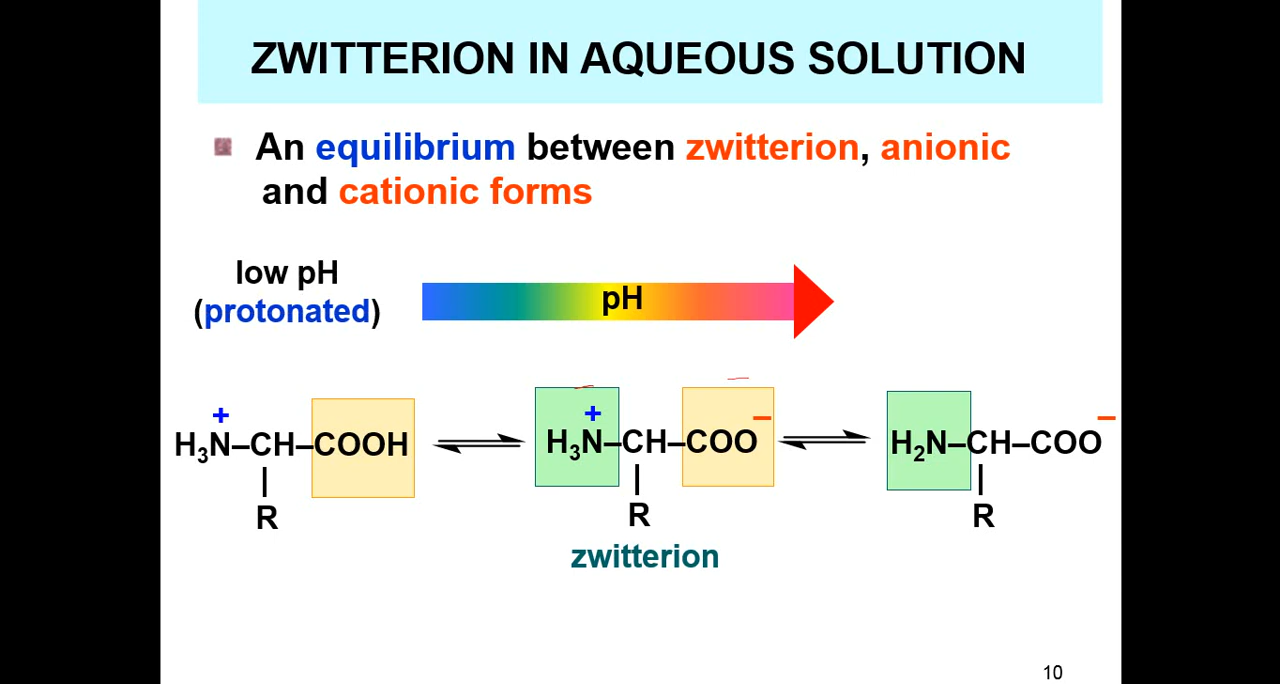 ZWITTERION IN AQUEOUS SOLUTION
An equilibrium between zwitterion, anionic
and cationic forms
low pH
(protonated)
pH
+
H₃N–CH–COOH
|
R
+ –
H₃N–CH–COO
|
R
zwitterion
–
H₂N–CH–COO
|
R
10